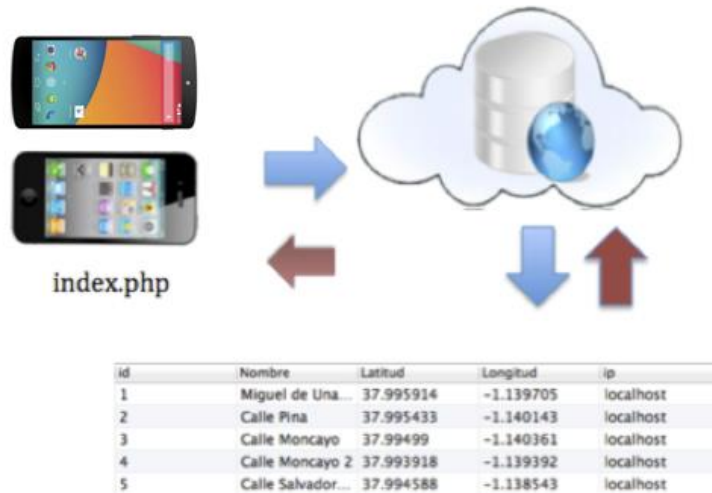 index.php
id Nombre Latitud Longitud ip
1 Miguel de Una... 37.995914 -1.139705 localhost
2 Calle Pina 37.995433 -1.140143 localhost
3 Calle Moncayo 37.99499 -1.140361 localhost
4 Calle Moncayo 2 37.993918 -1.139392 localhost
5 Calle Salvador... 37.994588 -1.138543 localhost